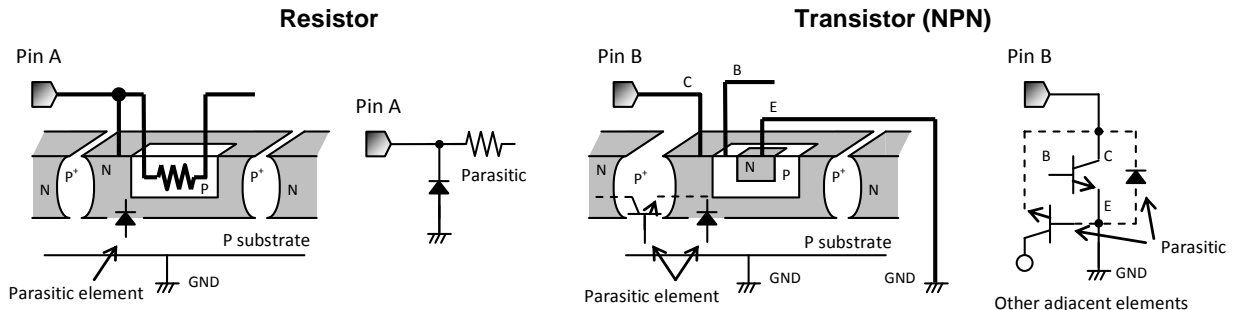 Resistor
Transistor (NPN)
Pin A
Pin A
N
P+
N
P
P+
N
Parasitic
P substrate
GND
Parasitic element
Pin B
C
B
E
N
P+
N
P
P+
N
P substrate
GND
GND
Parasitic element
Pin B
B
C
E
Parasitic
GND
Other adjacent elements